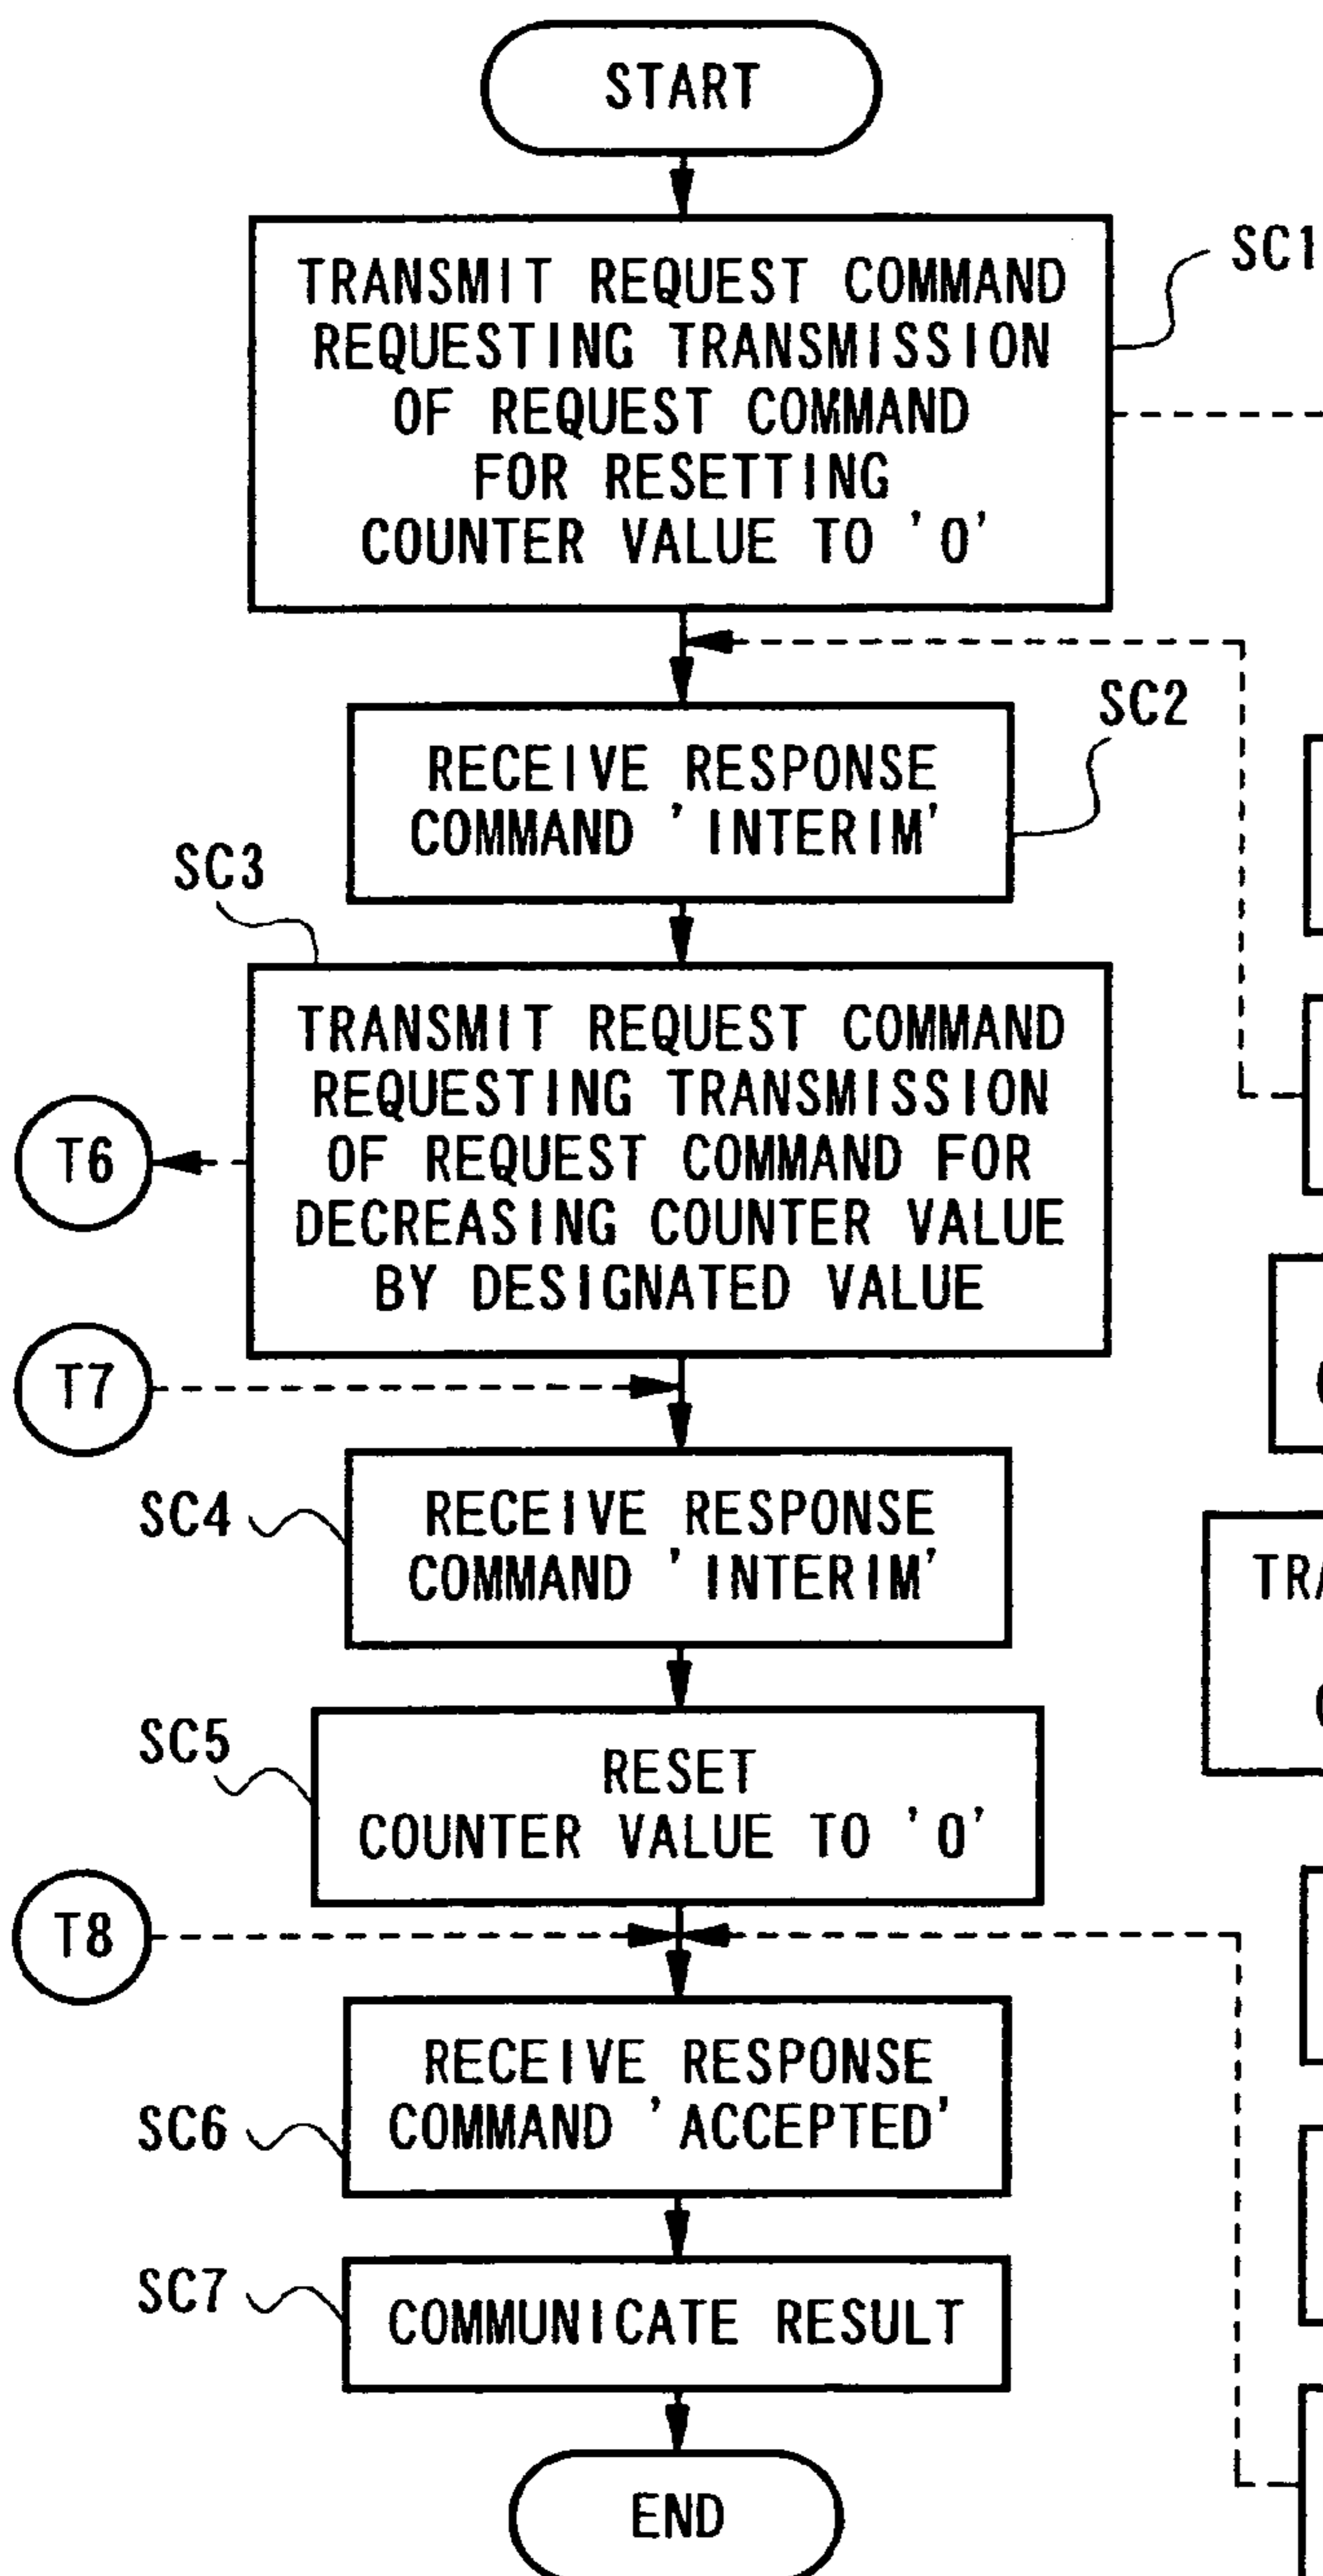 START
SC1
TRANSMIT REQUEST COMMAND
REQUESTING TRANSMISSION
OF REQUEST COMMAND
FOR RESETTING
COUNTER VALUE TO '0'
SC2
RECEIVE RESPONSE
COMMAND 'INTERIM'
SC3
TRANSMIT REQUEST COMMAND
REQUESTING TRANSMISSION
OF REQUEST COMMAND FOR
DECREASING COUNTER VALUE
BY DESIGNATED VALUE
T6
T7
SC4
RECEIVE RESPONSE
COMMAND 'INTERIM'
SC5
RESET
COUNTER VALUE TO '0'
T8
SC6
RECEIVE RESPONSE
COMMAND 'ACCEPTED'
SC7
COMMUNICATE RESULT
END